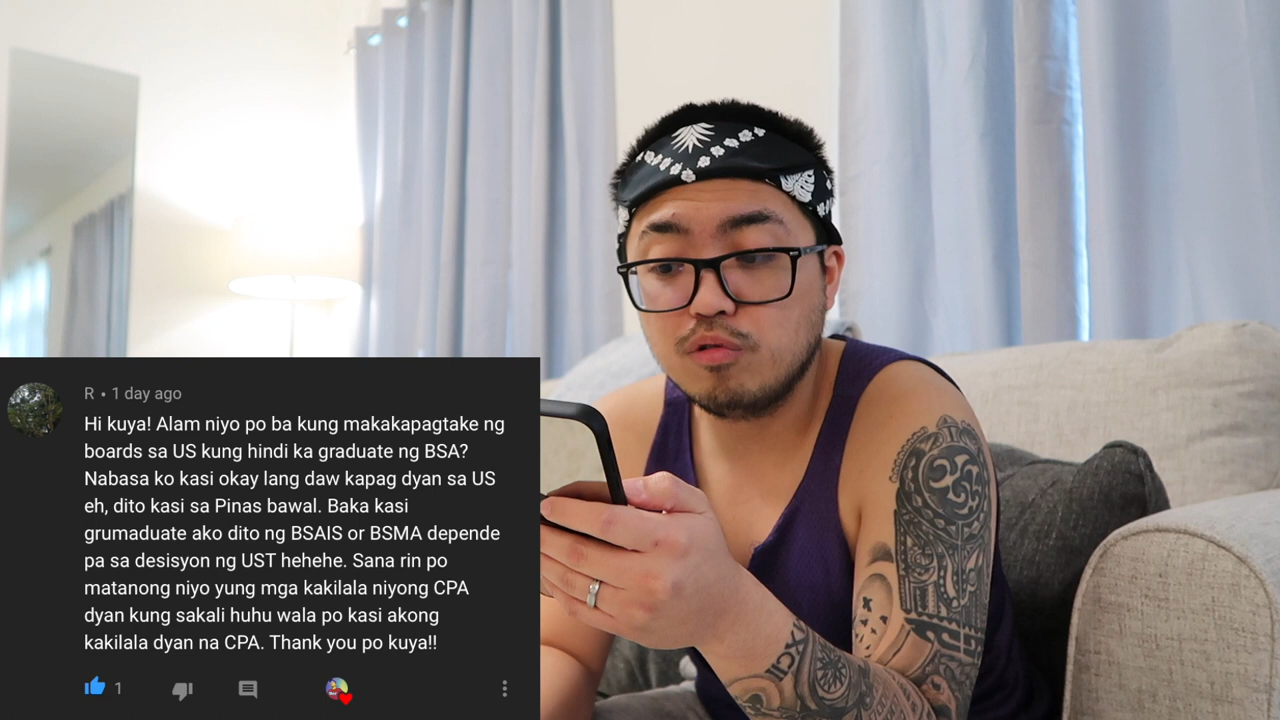 R • 1 day ago
Hi kuya! Alam niyo po ba kung makakapagtake ng
boards sa US kung hindi ka graduate ng BSA?
Nabasa ko kasi okay lang daw kapag dyan sa US
eh, dito kasi sa Pinas bawal. Baka kasi
grumaduate ako dito ng BSAIS or BSMA depende
pa sa desisyon ng UST hehehe. Sana rin po
matanong niyo yung mga kakilala niyong CPA
dyan kung sakali huhu wala po kasi akong
kakilala dyan na CPA. Thank you po kuya!!
1